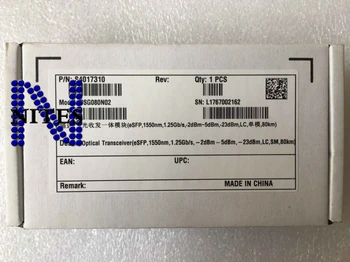 P/N: S4017310 Rev: Qty: 1 PCS
SG080N02 SN: L1767002162
光收发一体模块(eSFP,1550nm,1.25Gb/s,-2dBm~5dBm,-23dBm,LC,单模,80km)
NITES
Optical Transceiver(eSFP,1550nm,1.25Gb/s,-2dBm~5dBm,-23dBm,LC,SM,80km)
EAN: UPC:
Remark: MADE IN CHINA